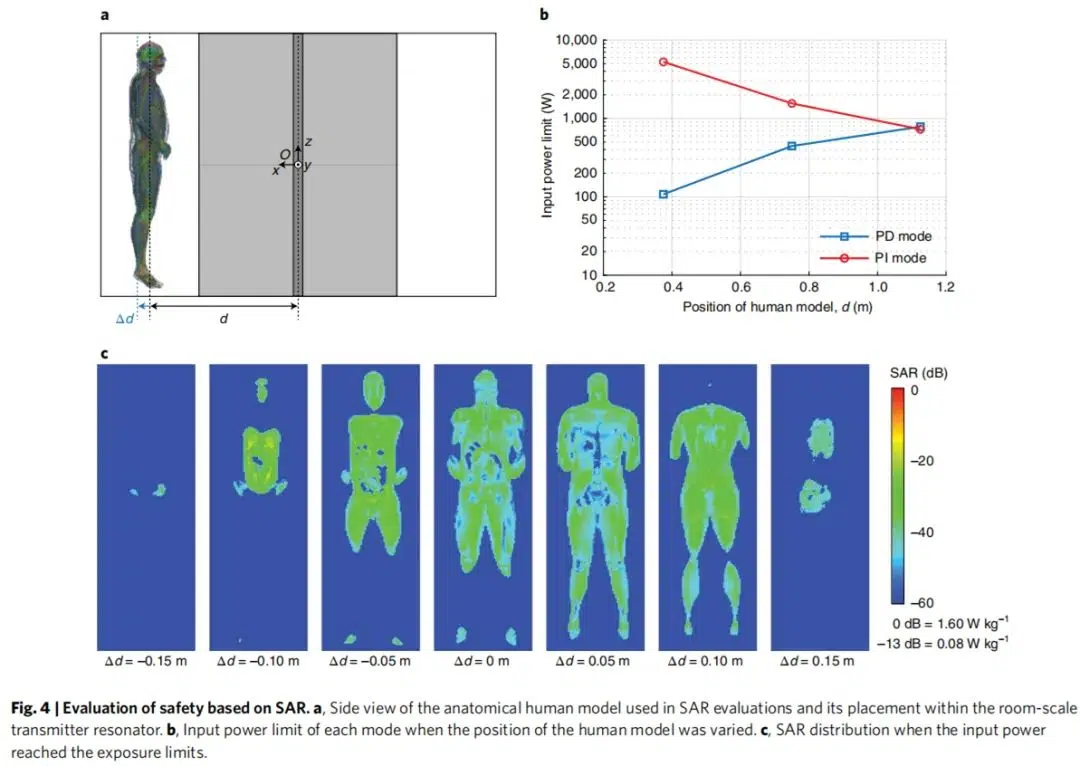 a
O
z
x
y
Δd
d
b
10,000
5,000
2,000
1,000
500
200
100
50
20
10
Input power limit (W)
PD mode
PI mode
0.2 0.4 0.6 0.8 1.0 1.2
Position of human model, d (m)
c
SAR (dB)
0
–20
–40
–60
0 dB = 1.60 W kg⁻¹
–13 dB = 0.08 W kg⁻¹
Δd = –0.15 m Δd = –0.10 m Δd = –0.05 m Δd = 0 m Δd = 0.05 m Δd = 0.10 m Δd = 0.15 m
Fig. 4 | Evaluation of safety based on SAR. a, Side view of the anatomical human model used in SAR evaluations and its placement within the room-scale
transmitter resonator. b, Input power limit of each mode when the position of the human model was varied. c, SAR distribution when the input power
reached the exposure limits.